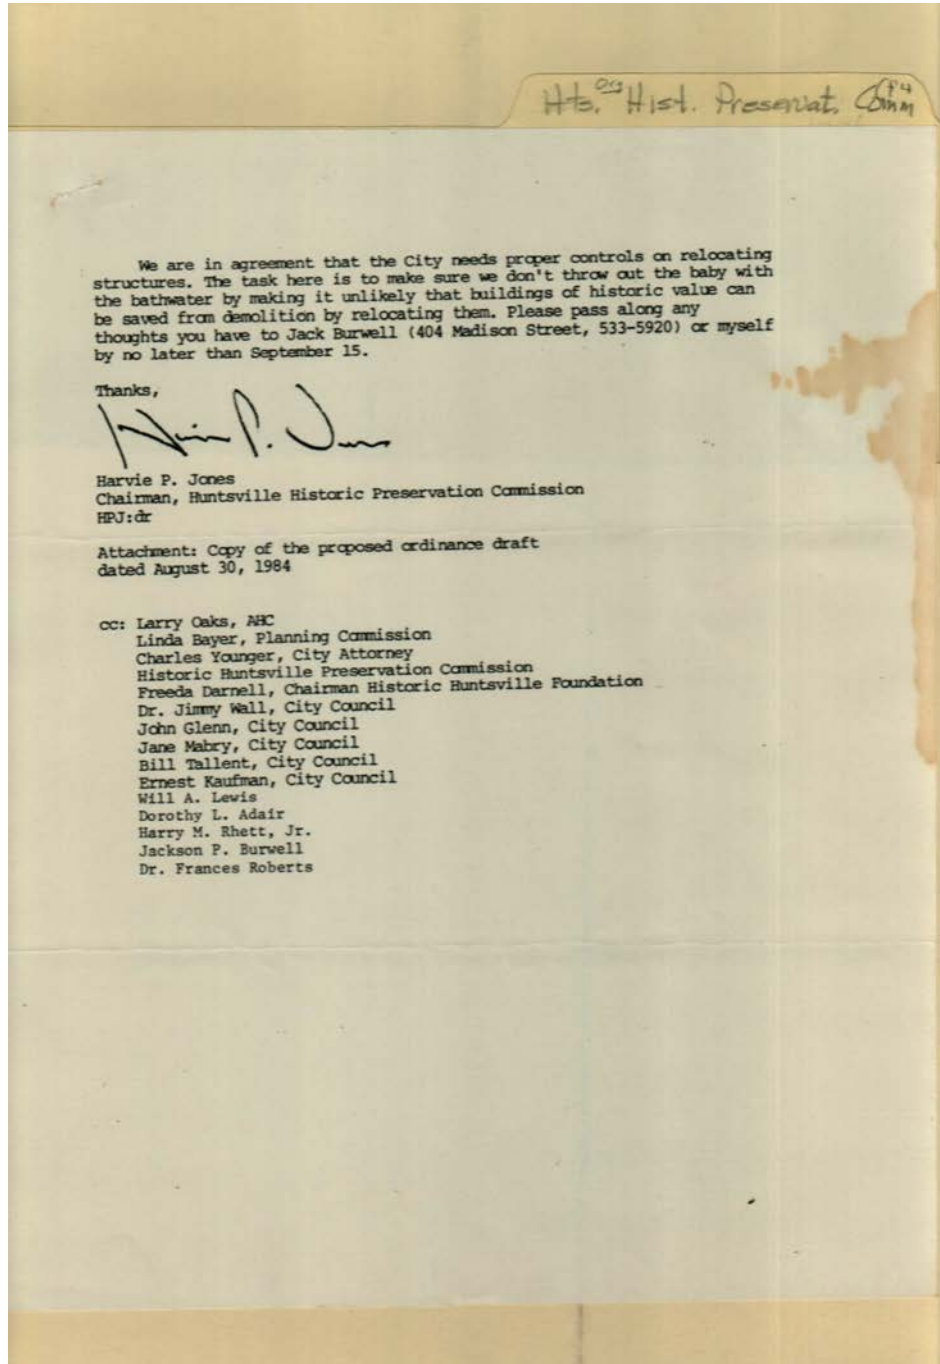 Hts. Org Hist. Preservat. Comm
We are in agreement that the City needs proper controls on relocating
structures. The task here is to make sure we don't throw out the baby with
the bathwater by making it unlikely that buildings of historic value can
be saved from demolition by relocating them. Please pass along any
thoughts you have to Jack Burwell (404 Madison Street, 533-5920) or myself
by no later than September 15.
Thanks,
Harvie P. Jones
Harvie P. Jones
Chairman, Huntsville Historic Preservation Commission
HPJ:dr
Attachment: Copy of the proposed ordinance draft
dated August 30, 1984
cc: Larry Oaks, AHC
Linda Bayer, Planning Commission
Charles Younger, City Attorney
Historic Huntsville Preservation Commission
Freeda Darnell, Chairman Historic Huntsville Foundation
Dr. Jimmy Wall, City Council
John Glenn, City Council
Jane Mabry, City Council
Bill Tallent, City Council
Ernest Kaufman, City Council
Will A. Lewis
Dorothy L. Adair
Harry M. Rhett, Jr.
Jackson P. Burwell
Dr. Frances Roberts